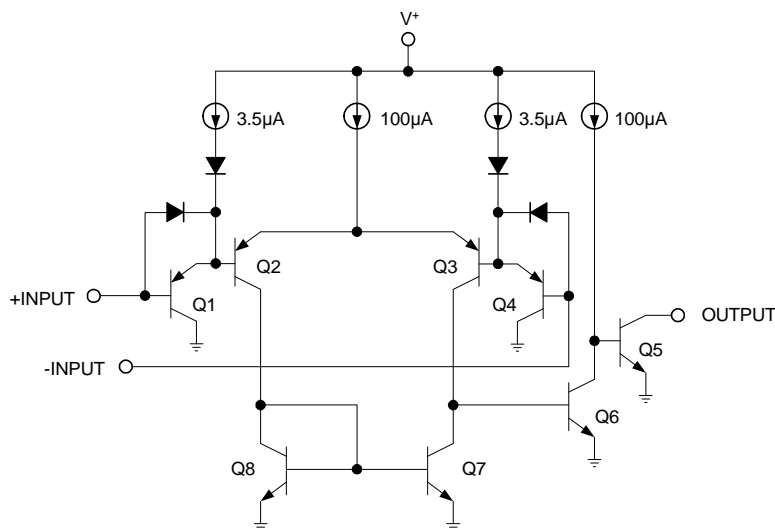 V⁺
3.5µA
100µA
3.5µA
100µA
Q2
Q3
+INPUT
Q1
Q4
OUTPUT
Q5
-INPUT
Q6
Q8
Q7